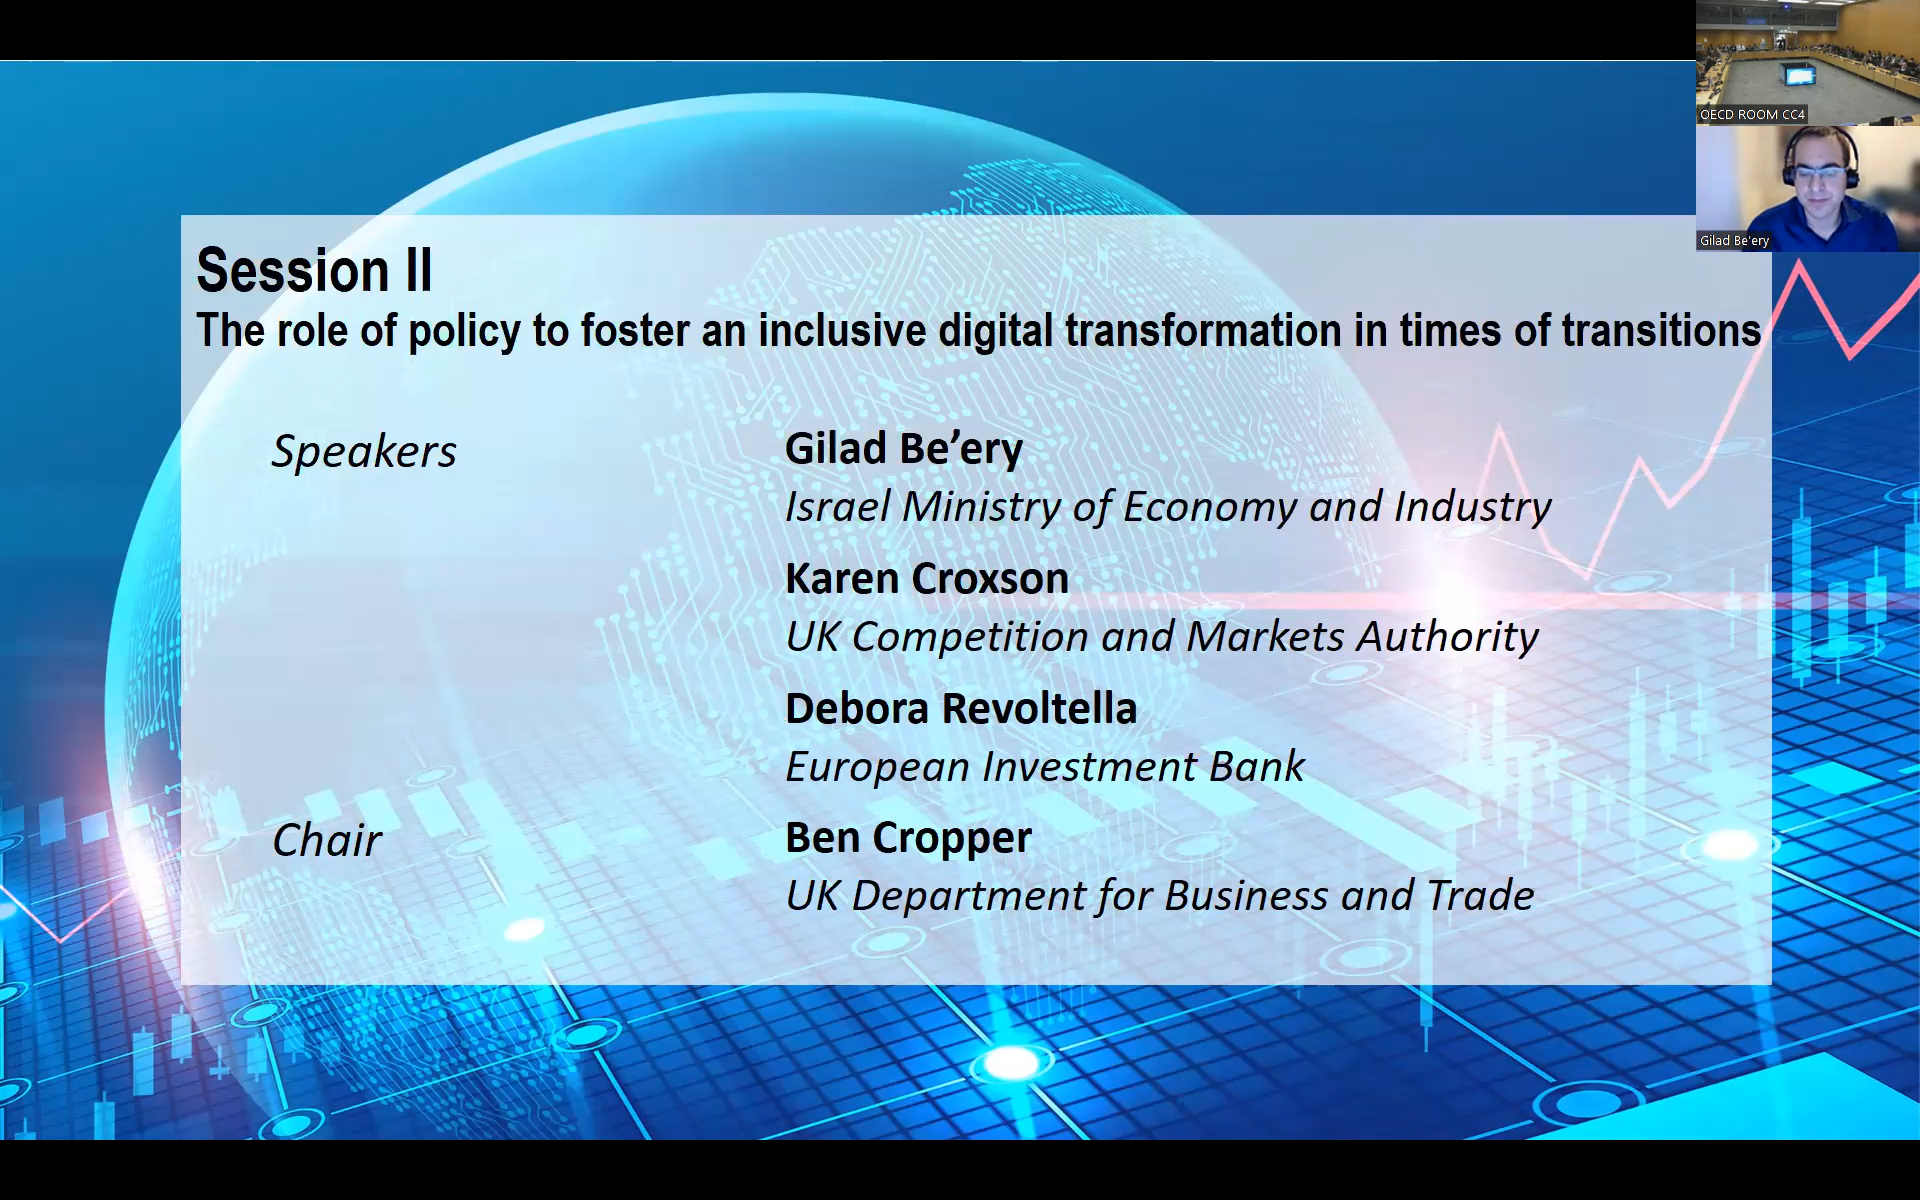 OECD ROOM CC4
Gilad Be'ery
Session II
The role of policy to foster an inclusive digital transformation in times of transitions
Speakers
Gilad Be’ery
Israel Ministry of Economy and Industry
Karen Croxson
UK Competition and Markets Authority
Debora Revoltella
European Investment Bank
Chair
Ben Cropper
UK Department for Business and Trade